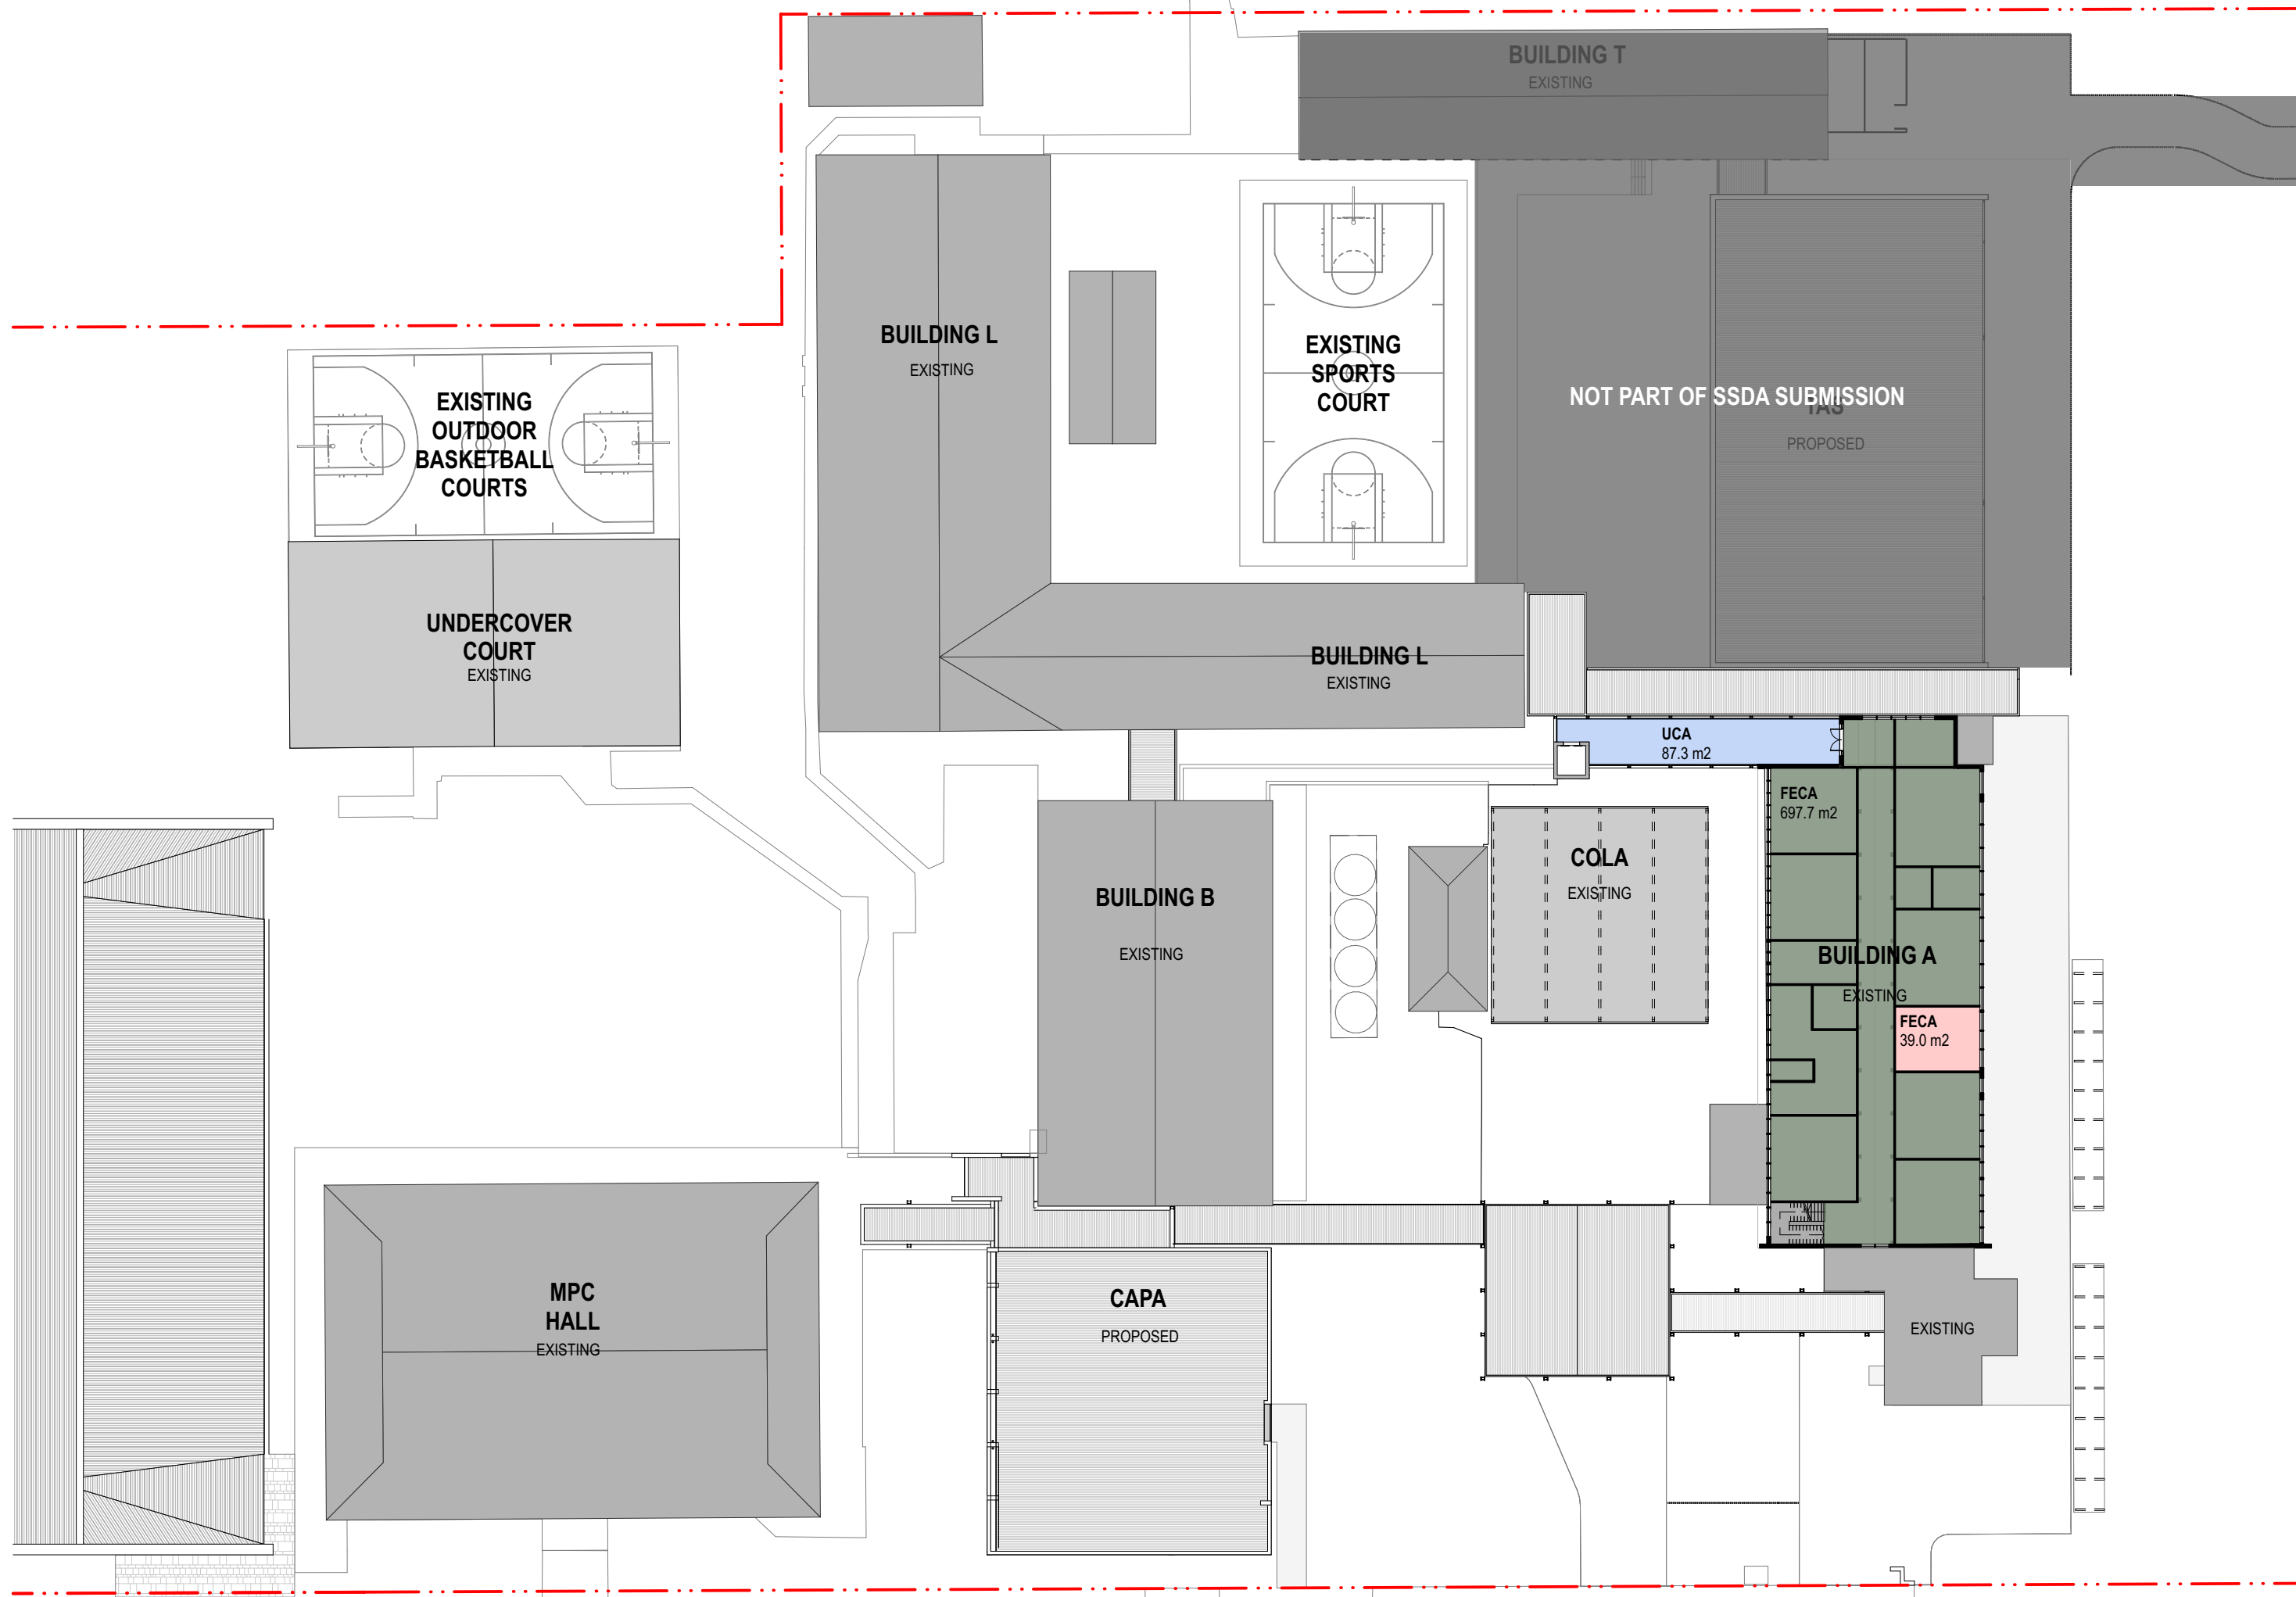 BUILDING T
EXISTING
BUILDING L
EXISTING
EXISTING
SPORTS
COURT
NOT PART OF SSDA SUBMISSION
TAS
PROPOSED
EXISTING
OUTDOOR
BASKETBALL
COURTS
UNDERCOVER
COURT
EXISTING
BUILDING L
EXISTING
UCA
87.3 m2
FECA
697.7 m2
COLA
EXISTING
BUILDING B
EXISTING
BUILDING A
EXISTING
FECA
39.0 m2
MPC
HALL
EXISTING
CAPA
PROPOSED
EXISTING